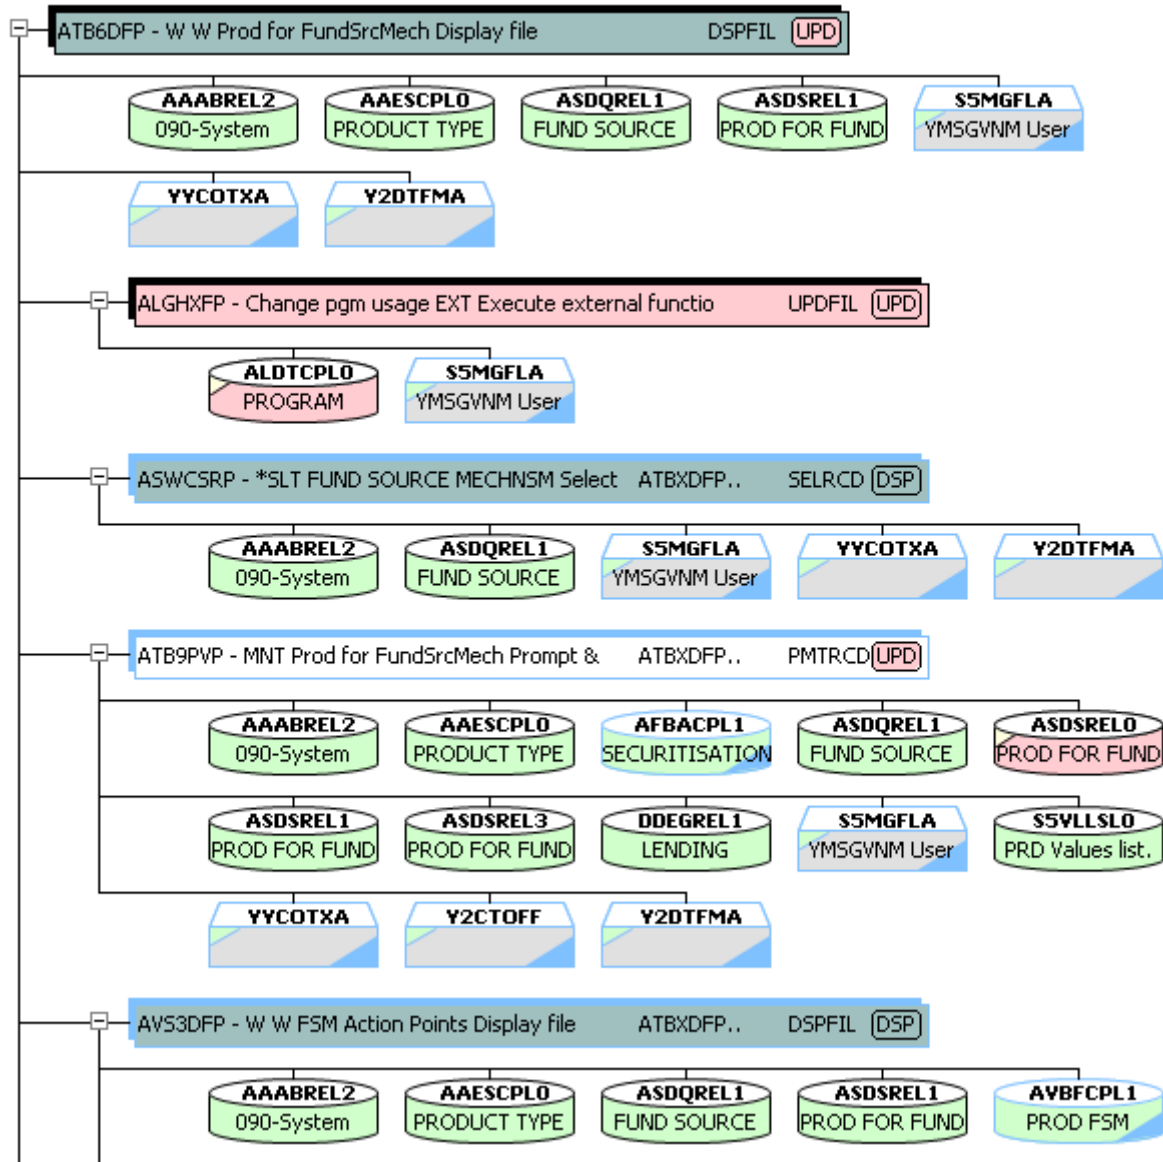 ATB6DFP - W W Prod for FundSrcMech Display file DSPFIL UPD
AAABREL2 AAESCPL0 ASDQREL1 ASDSREL1 S5MGFLA
090-System PRODUCT TYPE FUND SOURCE PROD FOR FUND YMSGVNM User
YYCOTXA Y2DTFMA
ALGHXFP - Change pgm usage EXT Execute external functio UPDFIL UPD
ALDTCPL0 S5MGFLA
PROGRAM YMSGVNM User
ASWCSRP - *SLT FUND SOURCE MECHNSM Select ATBXDFP.. SELRCD DSP
AAABREL2 ASDQREL1 S5MGFLA YYCOTXA Y2DTFMA
090-System FUND SOURCE YMSGVNM User
ATB9PVP - MNT Prod for FundSrcMech Prompt & ATBXDFP.. PMTRCD UPD
AAABREL2 AAESCPL0 AFBACPL1 ASDQREL1 ASDSREL0
090-System PRODUCT TYPE SECURITISATION FUND SOURCE PROD FOR FUND
ASDSREL1 ASDSREL3 DDEGREL1 S5MGFLA S5YLLSL0
PROD FOR FUND PROD FOR FUND LENDING YMSGVNM User PRD Values list.
YYCOTXA Y2CTOFF Y2DTFMA
AVS3DFP - W W FSM Action Points Display file ATBXDFP.. DSPFIL DSP
AAABREL2 AAESCPL0 ASDQREL1 ASDSREL1 AVBFCPL1
090-System PRODUCT TYPE FUND SOURCE PROD FOR FUND PROD FSM